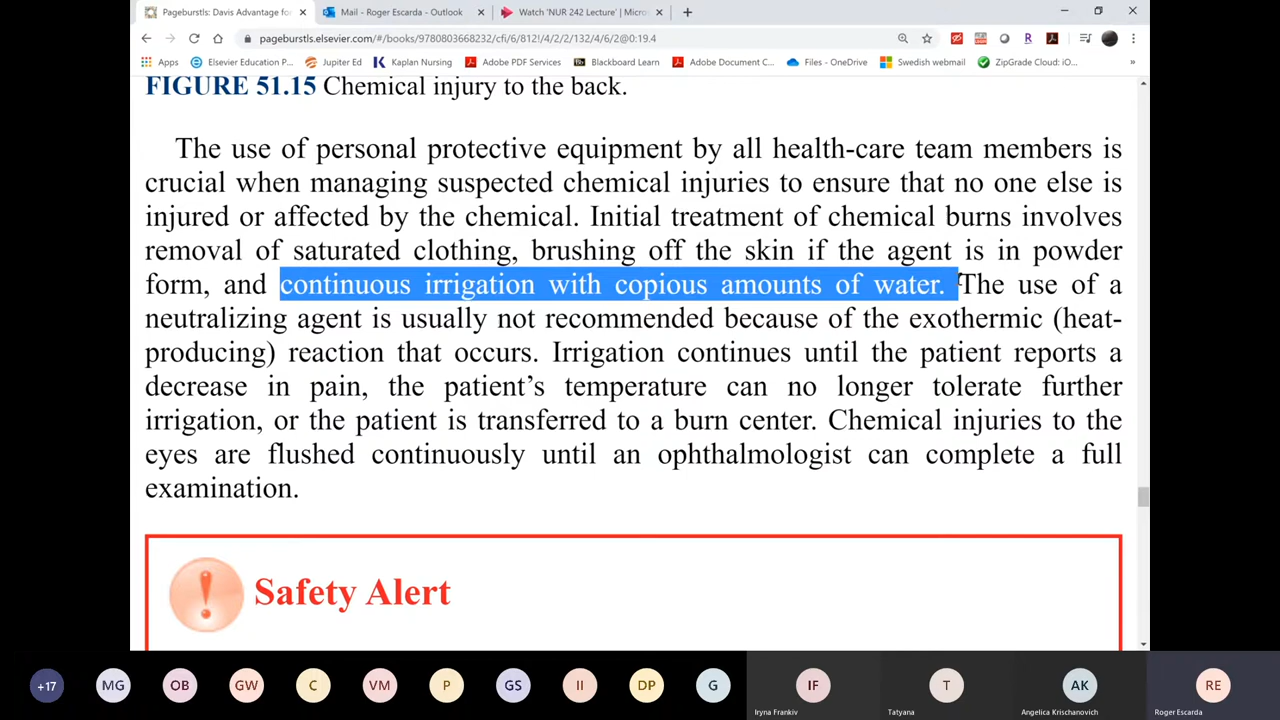 Pageburstls: Davis Advantage for
Mail - Roger Escarda - Outlook
Watch 'NUR 242 Lecture' | Micro
pageburstls.elsevier.com/#/books/9780803668232/cfi/6/812!/4/2/2/132/4/6/2@0:19.4
Apps Elsevier Education P... Jupiter Ed Kaplan Nursing Adobe PDF Services Blackboard Learn Adobe Document C... Files - OneDrive Swedish webmail ZipGrade Cloud: iO... »
FIGURE 51.15 Chemical injury to the back.
The use of personal protective equipment by all health-care team members is
crucial when managing suspected chemical injuries to ensure that no one else is
injured or affected by the chemical. Initial treatment of chemical burns involves
removal of saturated clothing, brushing off the skin if the agent is in powder
form, and continuous irrigation with copious amounts of water. The use of a
neutralizing agent is usually not recommended because of the exothermic (heat-
producing) reaction that occurs. Irrigation continues until the patient reports a
decrease in pain, the patient's temperature can no longer tolerate further
irrigation, or the patient is transferred to a burn center. Chemical injuries to the
eyes are flushed continuously until an ophthalmologist can complete a full
examination.
Safety Alert
+17 MG OB GW C VM P GS II DP G IF T AK RE
Iryna Frankiv Tatyana Angelica Krischanovich Roger Escarda